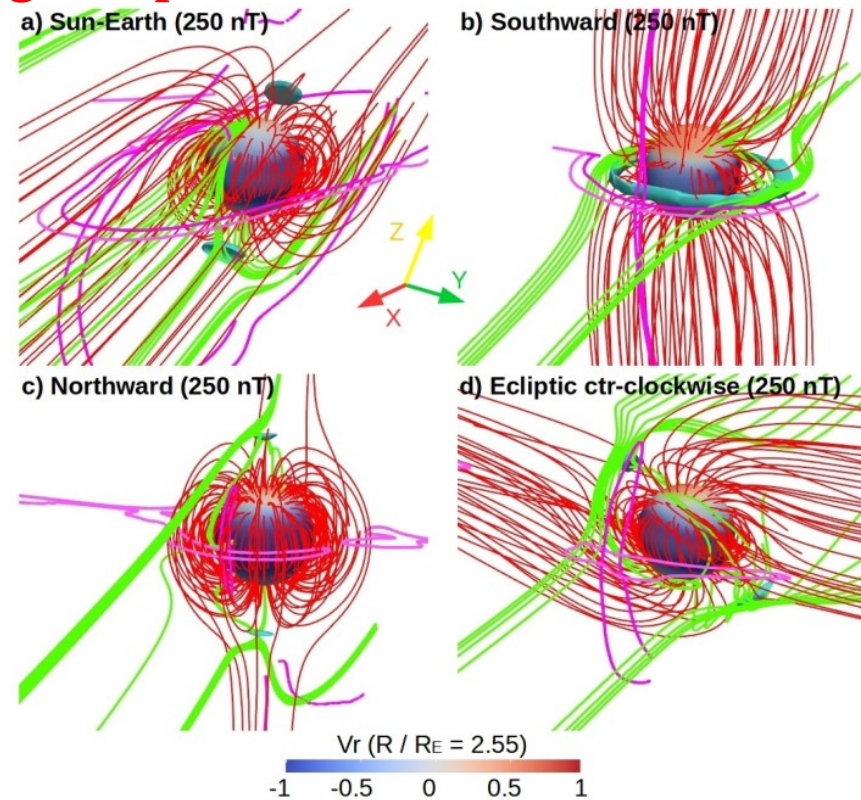 a) Sun-Earth (250 nT)
b) Southward (250 nT)
Z
Y
X
c) Northward (250 nT)
d) Ecliptic ctr-clockwise (250 nT)
Vr (R / RE = 2.55)
-1 -0.5 0 0.5 1